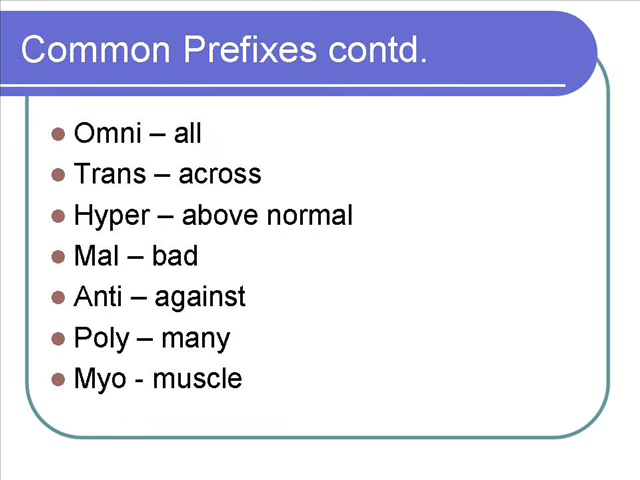 Common Prefixes contd.
Omni – all
Trans – across
Hyper – above normal
Mal – bad
Anti – against
Poly – many
Myo - muscle